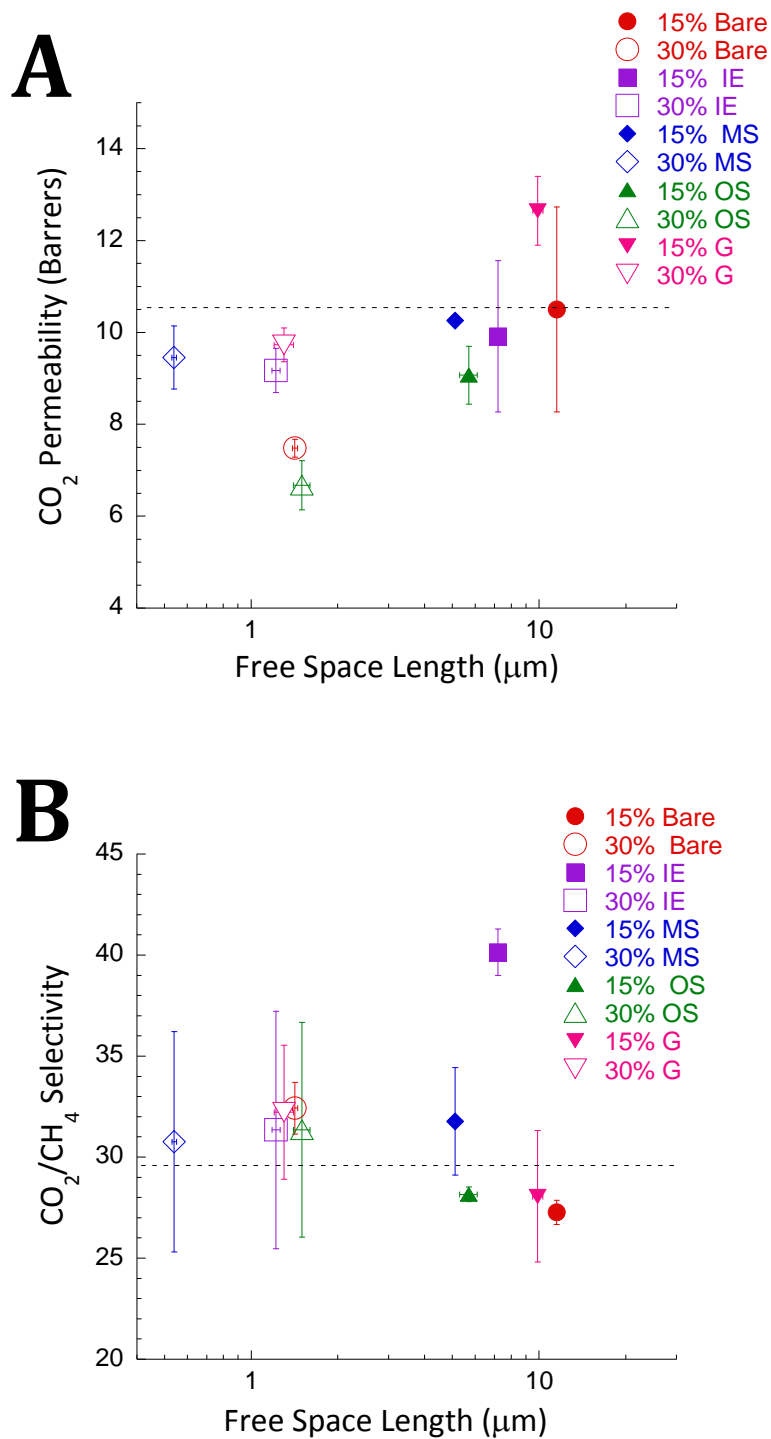 A
15% Bare
30% Bare
15% IE
30% IE
15% MS
30% MS
15% OS
30% OS
15% G
30% G
14
12
10
8
6
4
CO2 Permeability (Barrers)
1 10
Free Space Length (μm)
B
15% Bare
30% Bare
15% IE
30% IE
15% MS
30% MS
15% OS
30% OS
15% G
30% G
45
40
35
30
25
20
CO2/CH4 Selectivity
1 10
Free Space Length (μm)